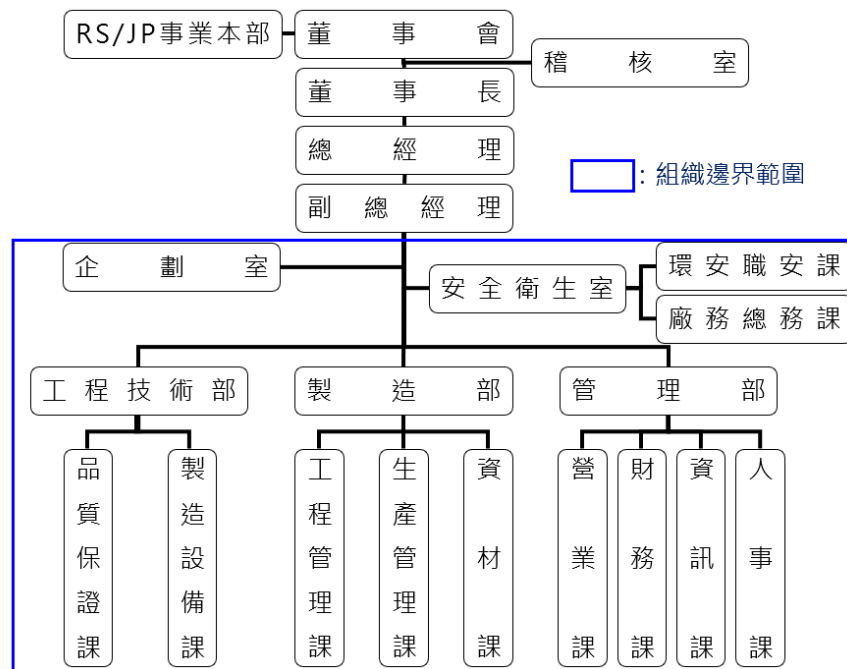 RS/JP事業本部
董事會
稽核室
董事長
總經理
: 組織邊界範圍
副總經理
企劃室
安全衛生室
環安職安課
廠務總務課
工程技術部
製造部
管理部
品質保證課
製造設備課
工程管理課
生產管理課
資材課
營業課
財務課
資訊課
人事課